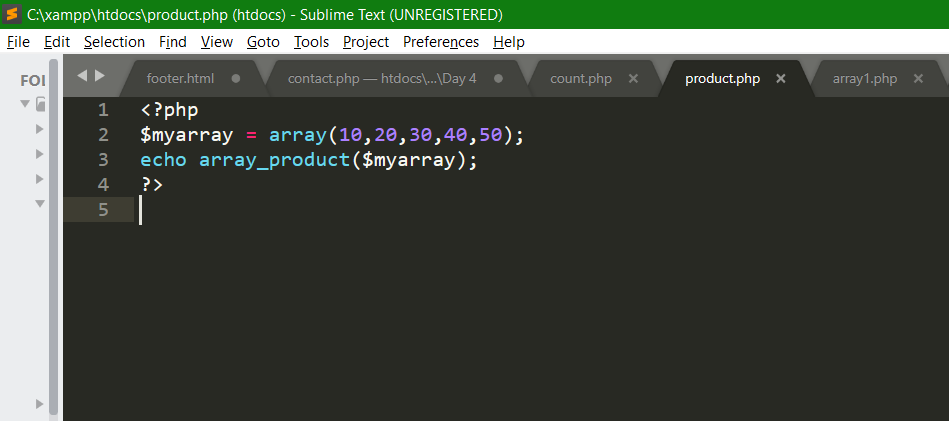 C:\xampp\htdocs\product.php (htdocs) - Sublime Text (UNREGISTERED)
File Edit Selection Find View Goto Tools Project Preferences Help
FOI
footer.html contact.php — htdocs\...\Day 4 count.php product.php array1.php
1 <?php
2 $myarray = array(10,20,30,40,50);
3 echo array_product($myarray);
4 ?>
5